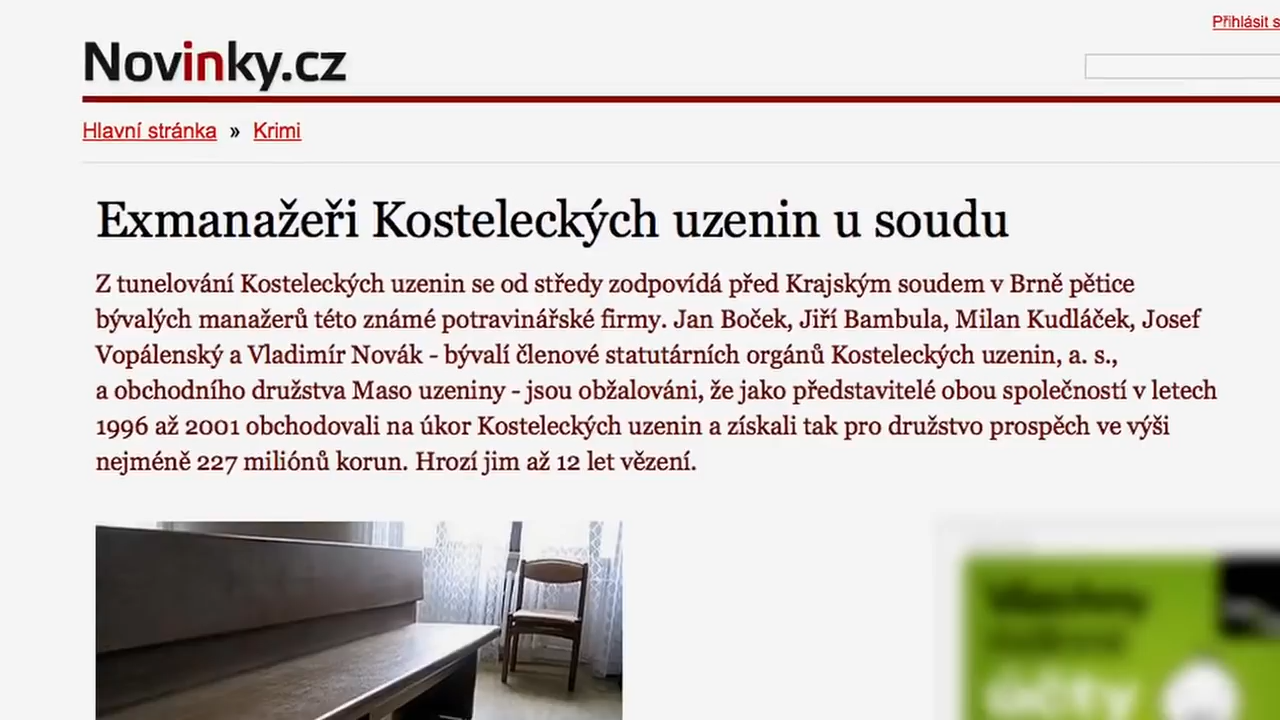 Přihlásit s
Novinky.cz
Hlavní stránka » Krimi
Exmanažeři Kosteleckých uzenin u soudu
Z tunelování Kosteleckých uzenin se od středy zodpovídá před Krajským soudem v Brně pětice
bývalých manažerů této známé potravinářské firmy. Jan Boček, Jiří Bambula, Milan Kudláček, Josef
Vopálenský a Vladimír Novák - bývalí členové statutárních orgánů Kosteleckých uzenin, a. s.,
a obchodního družstva Maso uzeniny - jsou obžalováni, že jako představitelé obou společností v letech
1996 až 2001 obchodovali na úkor Kosteleckých uzenin a získali tak pro družstvo prospěch ve výši
nejméně 227 miliónů korun. Hrozí jim až 12 let vězení.
účty